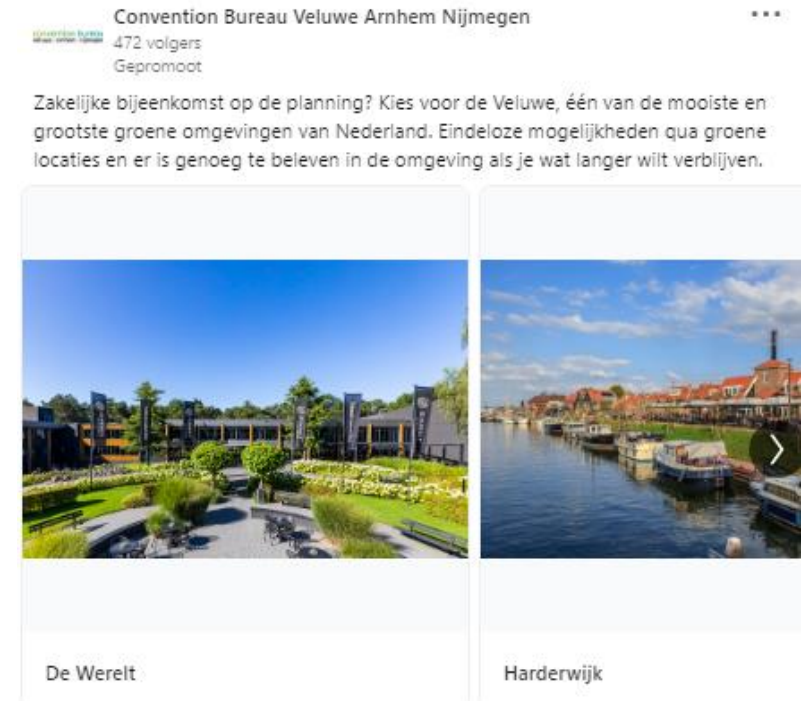 Convention Bureau Veluwe Arnhem Nijmegen
472 volgers
Gepromoot
Zakelijke bijeenkomst op de planning? Kies voor de Veluwe, één van de mooiste en
grootste groene omgevingen van Nederland. Eindeloze mogelijkheden qua groene
locaties en er is genoeg te beleven in de omgeving als je wat langer wilt verblijven.
De Werelt
Harderwijk